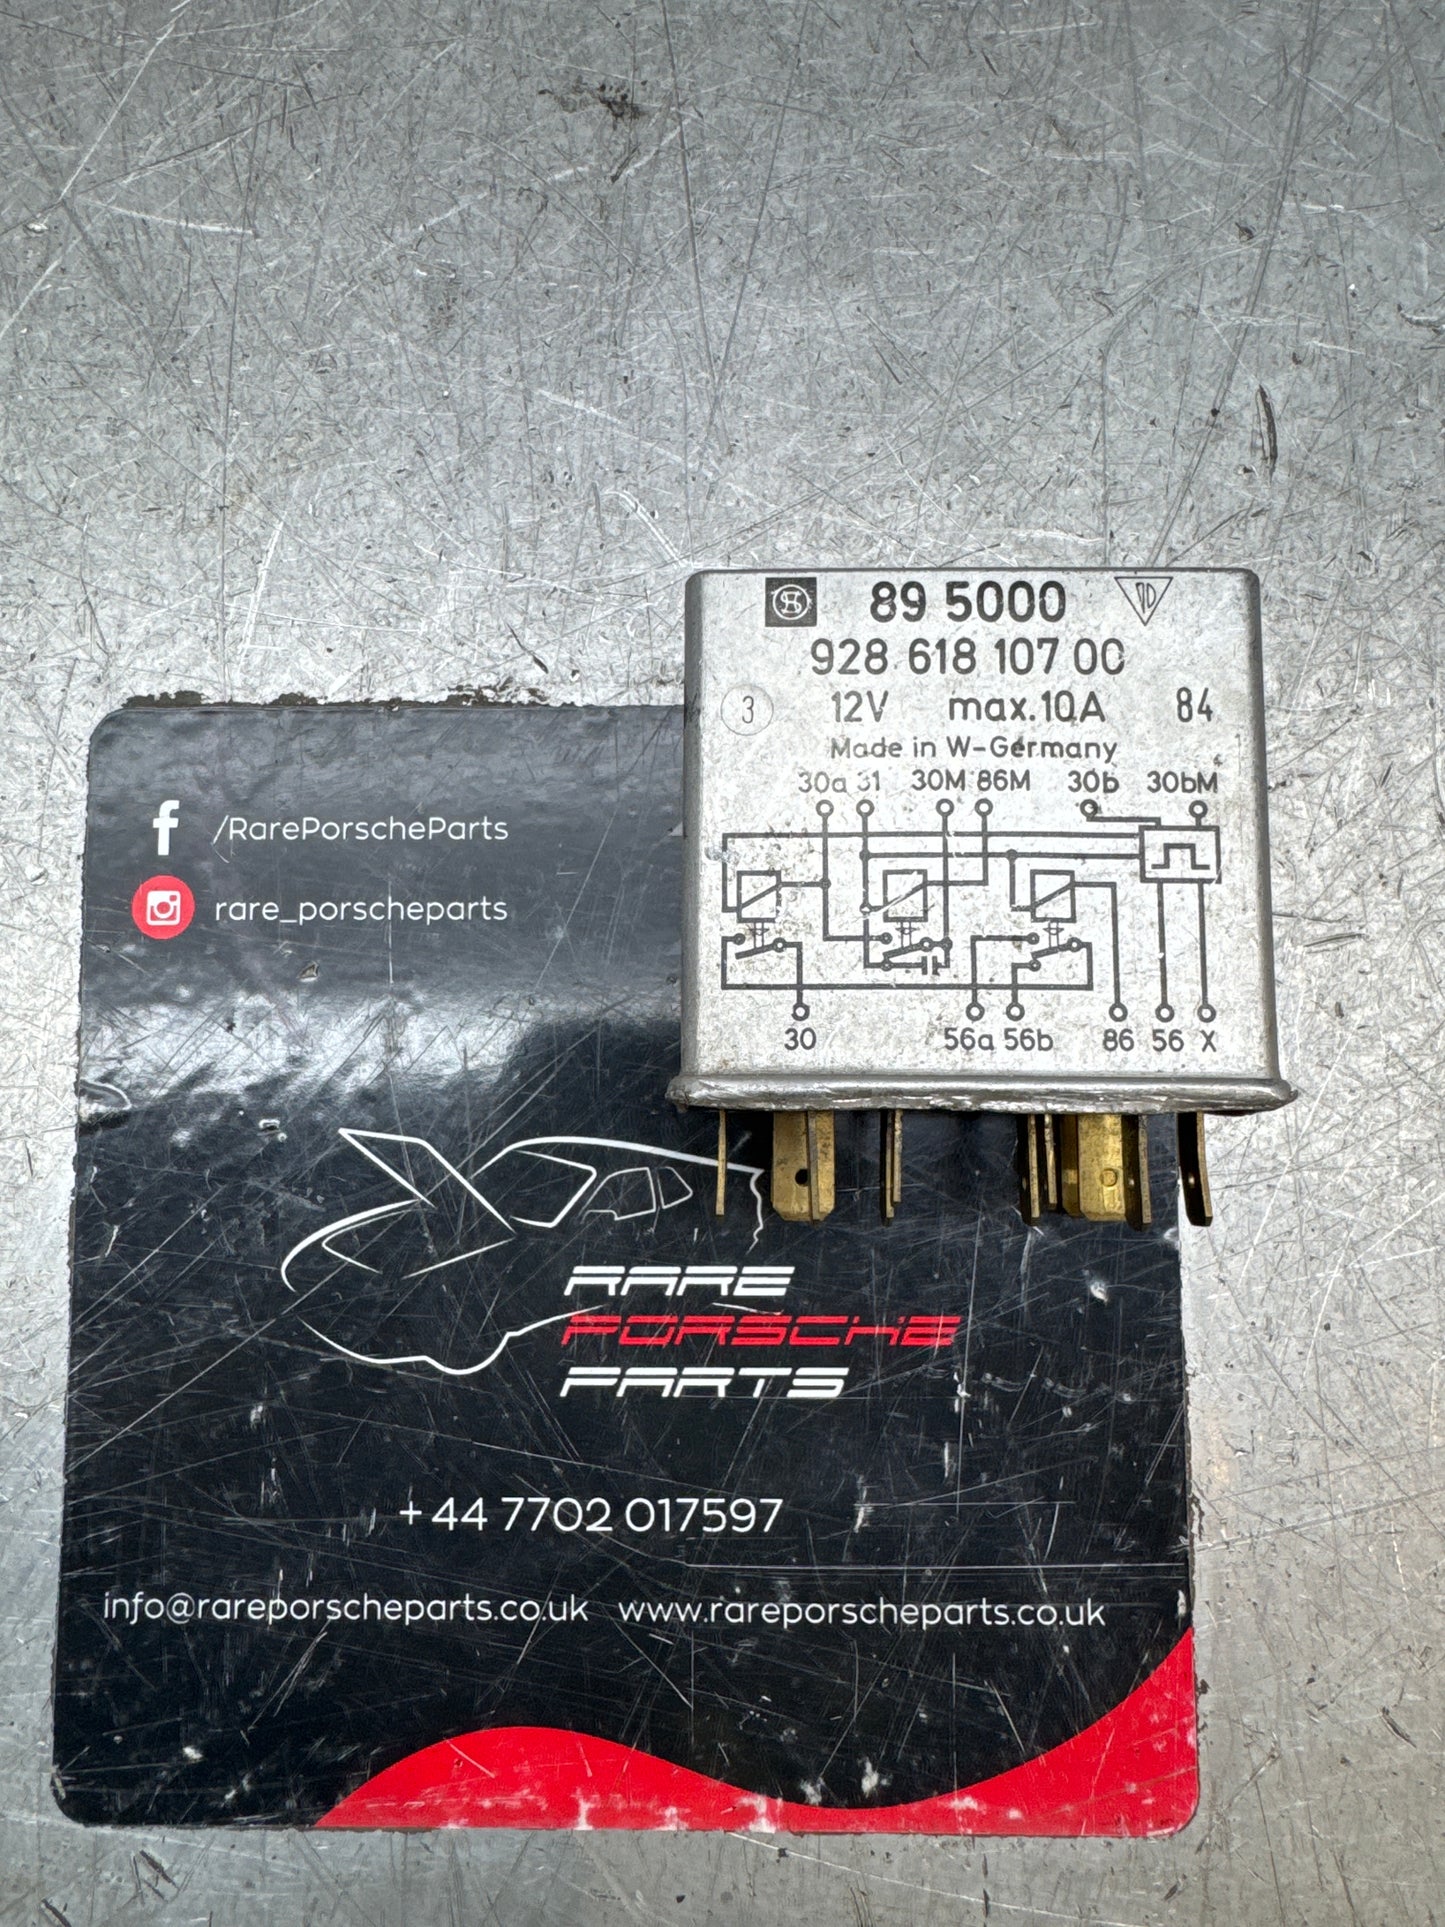 89 5000
928 618 107 00
3 12V max.10A 84
Made in W-Germany
30a 31 30M 86M 30b 30bM
30 56a 56b 86 56 X
/RarePorscheParts
rare_porscheparts
RARE
PORSCHE
PARTS
+44 7702 017597
info@rareporscheparts.co.uk www.rareporscheparts.co.uk